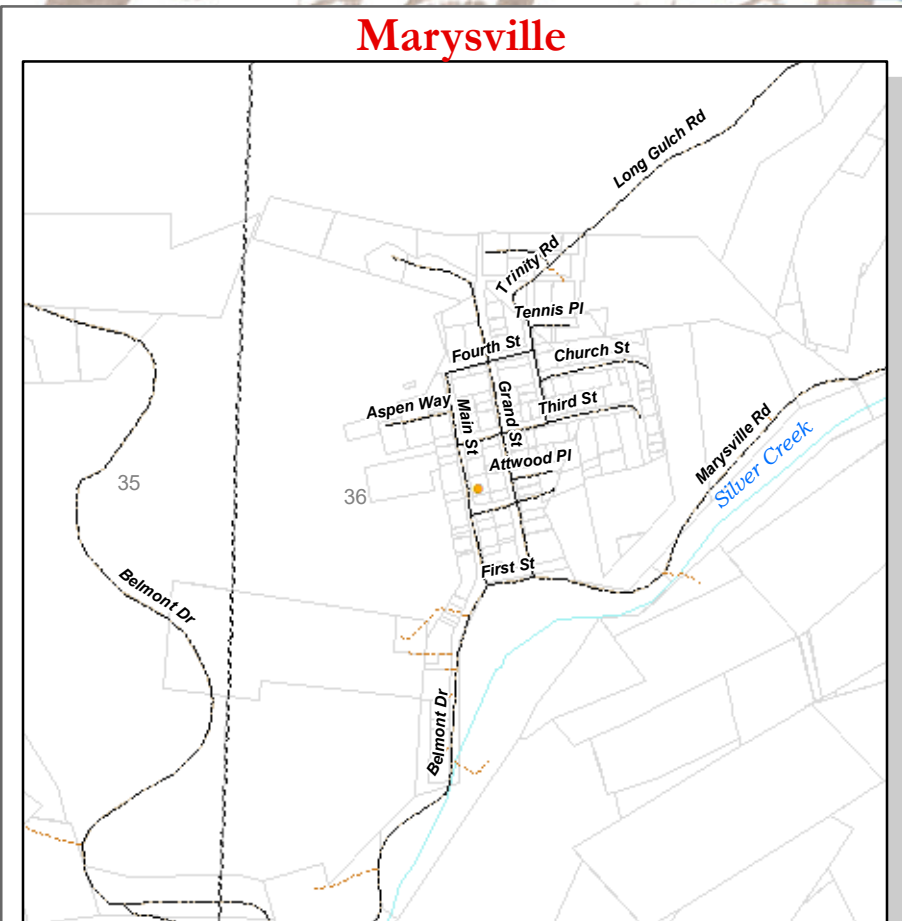 Marysville
Long Gulch Rd
Trinity Rd
Tennis Pl
Fourth St
Church St
Aspen Way
Main St
Grand St
Third St
Attwood Pl
Marysville Rd
Silver Creek
35
36
First St
Belmont Dr
Belmont Dr